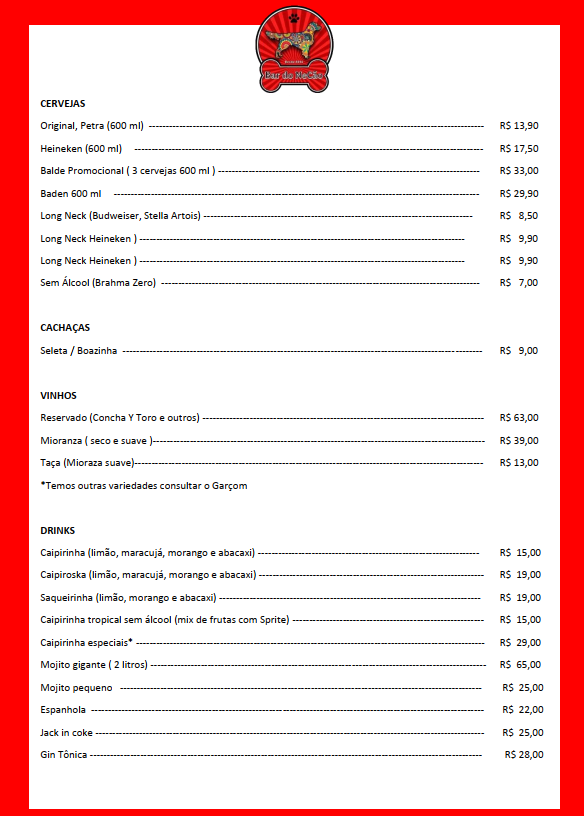 Bar do Necão
CERVEJAS
Original, Petra (600 ml) ---------------------------------------- R$ 13,90
Heineken (600 ml) ---------------------------------------- R$ 17,50
Balde Promocional ( 3 cervejas 600 ml ) ---------------------------------------- R$ 33,00
Baden 600 ml ---------------------------------------- R$ 29,90
Long Neck (Budweiser, Stella Artois) ---------------------------------------- R$ 8,50
Long Neck Heineken ) ---------------------------------------- R$ 9,90
Long Neck Heineken ) ---------------------------------------- R$ 9,90
Sem Álcool (Brahma Zero) ---------------------------------------- R$ 7,00
CACHAÇAS
Seleta / Boazinha ---------------------------------------- R$ 9,00
VINHOS
Reservado (Concha Y Toro e outros) ---------------------------------------- R$ 63,00
Mioranza ( seco e suave )---------------------------------------- R$ 39,00
Taça (Mioraza suave)---------------------------------------- R$ 13,00
*Temos outras variedades consultar o Garçom
DRINKS
Caipirinha (limão, maracujá, morango e abacaxi) ---------------------------------------- R$ 15,00
Caipiroska (limão, maracujá, morango e abacaxi) ---------------------------------------- R$ 19,00
Saqueirinha (limão, morango e abacaxi) ---------------------------------------- R$ 19,00
Caipirinha tropical sem álcool (mix de frutas com Sprite) ---------------------------------------- R$ 15,00
Caipirinha especiais* ---------------------------------------- R$ 29,00
Mojito gigante ( 2 litros) ---------------------------------------- R$ 65,00
Mojito pequeno ---------------------------------------- R$ 25,00
Espanhola ---------------------------------------- R$ 22,00
Jack in coke ---------------------------------------- R$ 25,00
Gin Tônica ---------------------------------------- R$ 28,00